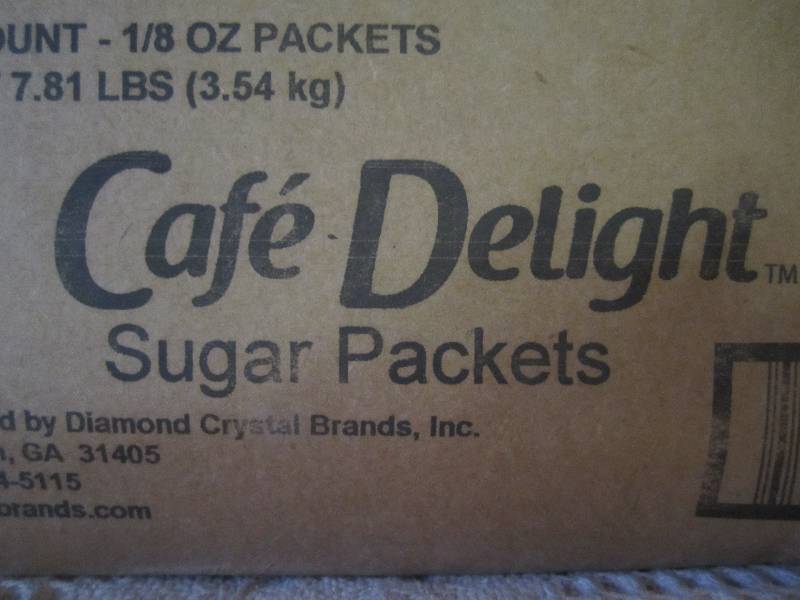 OUNT - 1/8 OZ PACKETS
7.81 LBS (3.54 kg)
Café Delight™
Sugar Packets
d by Diamond Crystal Brands, Inc.
, GA 31405
4-5115
brands.com